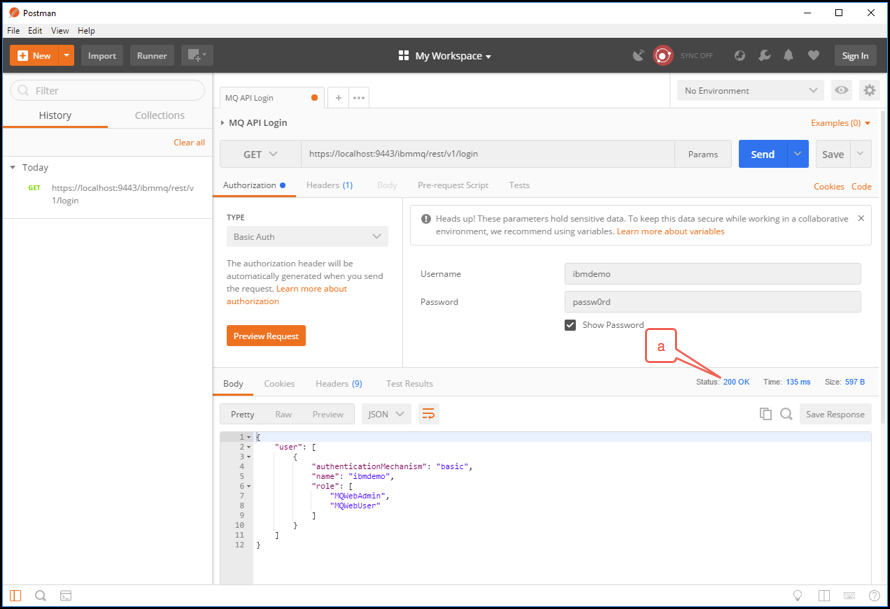 Postman
File Edit View Help
New Import Runner My Workspace SYNC OFF Sign In
Filter
History Collections
Clear all
Today
GET https://localhost:9443/ibmmq/rest/v
1/login
MQ API Login
No Environment
MQ API Login
Examples (0)
GET https://localhost:9443/ibmmq/rest/v1/login Params Send Save
Authorization Headers (1) Body Pre-request Script Tests Cookies Code
TYPE
Basic Auth
The authorization header will be
automatically generated when you send
the request. Learn more about
authorization
Preview Request
Heads up! These parameters hold sensitive data. To keep this data secure while working in a collaborative
environment, we recommend using variables. Learn more about variables
Username ibmdemo
Password passw0rd
Show Password
a
Body Cookies Headers (9) Test Results Status: 200 OK Time: 135 ms Size: 597 B
Pretty Raw Preview JSON Save Response
1 {
2 "user": [
3 {
4 "authenticationMechanism": "basic",
5 "name": "ibmdemo",
6 "role": [
7 "MQWebAdmin",
8 "MQWebUser"
9 ]
10 }
11 ]
12 }